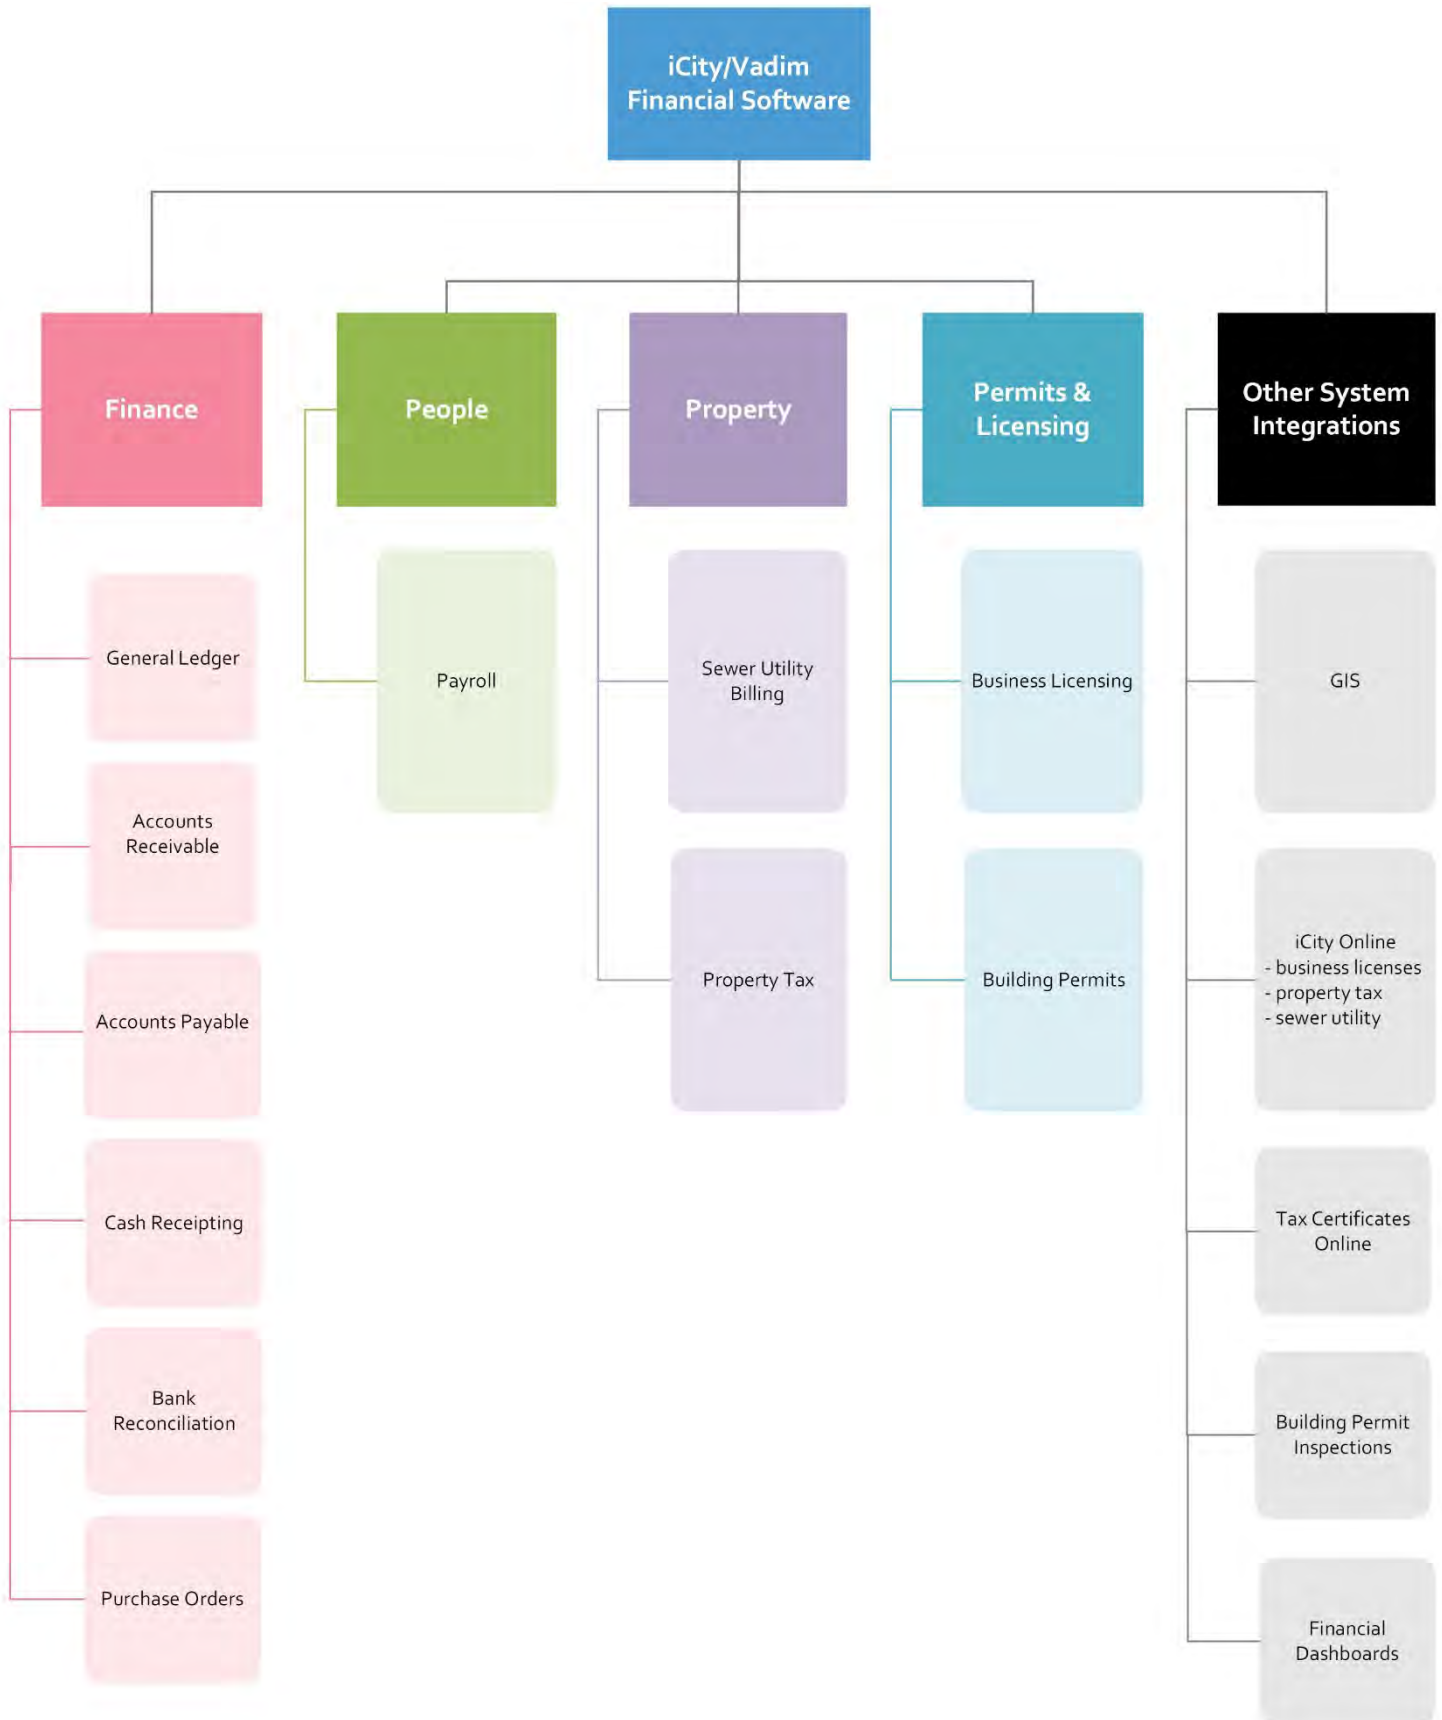 iCity/Vadim
Financial Software
Finance
People
Property
Permits &
Licensing
Other System
Integrations
General Ledger
Accounts
Receivable
Accounts Payable
Cash Receipting
Bank
Reconciliation
Purchase Orders
Payroll
Sewer Utility
Billing
Property Tax
Business Licensing
Building Permits
GIS
iCity Online
- business licenses
- property tax
- sewer utility
Tax Certificates
Online
Building Permit
Inspections
Financial
Dashboards